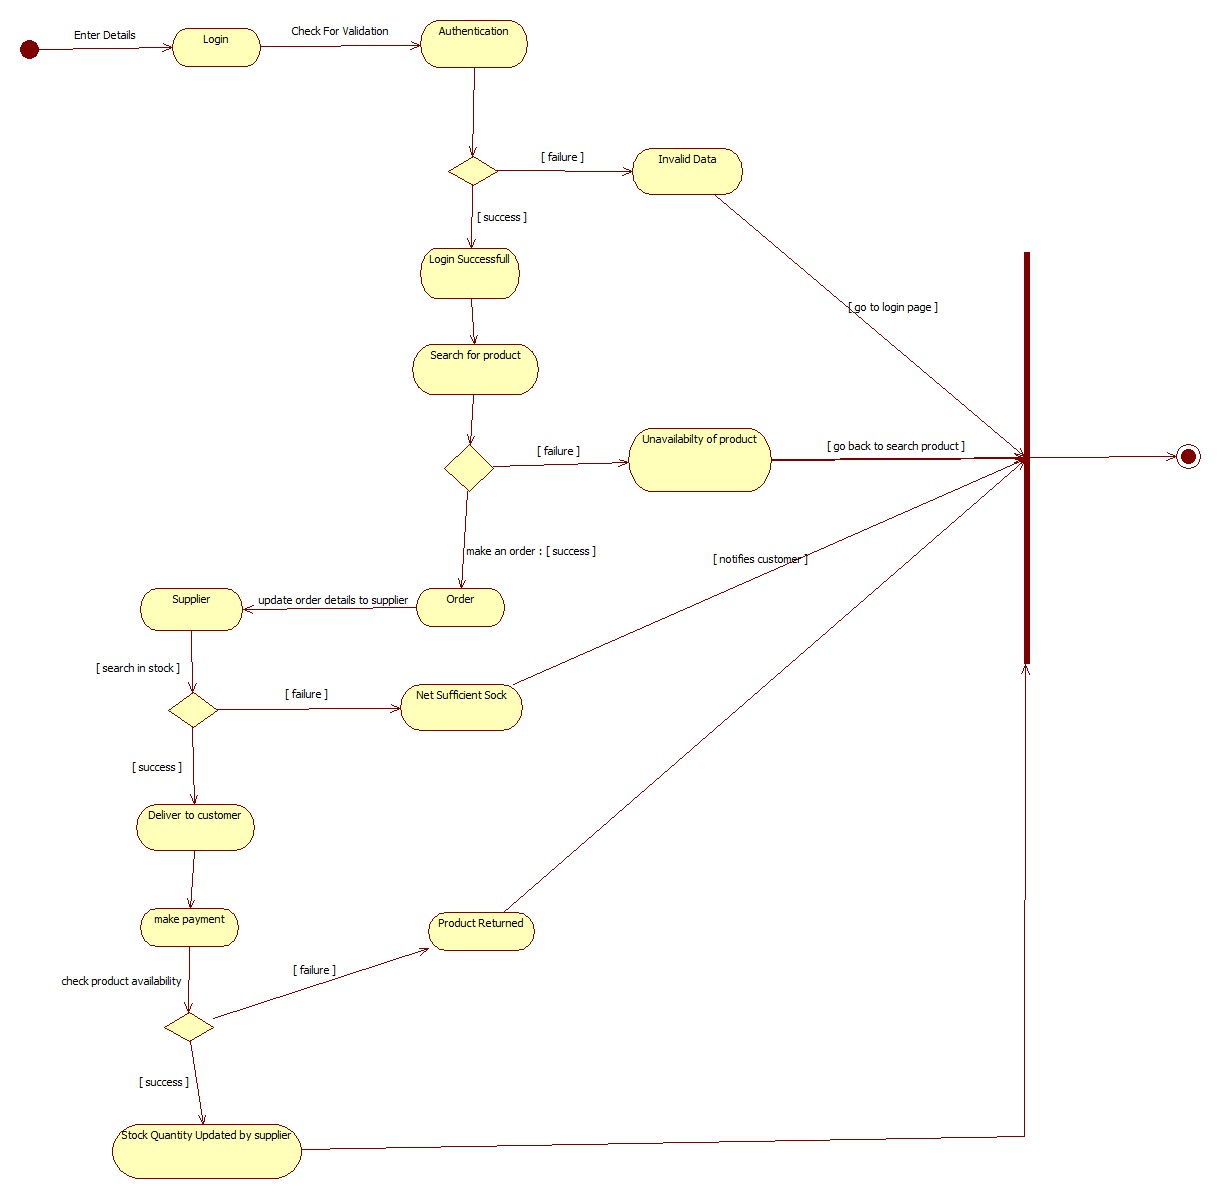 Enter Details
Login
Check For Validation
Authentication
[ failure ]
Invalid Data
[ success ]
Login Successfull
[ go to login page ]
Search for product
[ failure ]
Unavailabilty of product
[ go back to search product ]
make an order : [ success ]
[ notifies customer ]
Supplier
update order details to supplier
Order
[ search in stock ]
[ failure ]
Net Sufficient Sock
[ success ]
Deliver to customer
make payment
Product Returned
check product availability
[ failure ]
[ success ]
Stock Quantity Updated by supplier